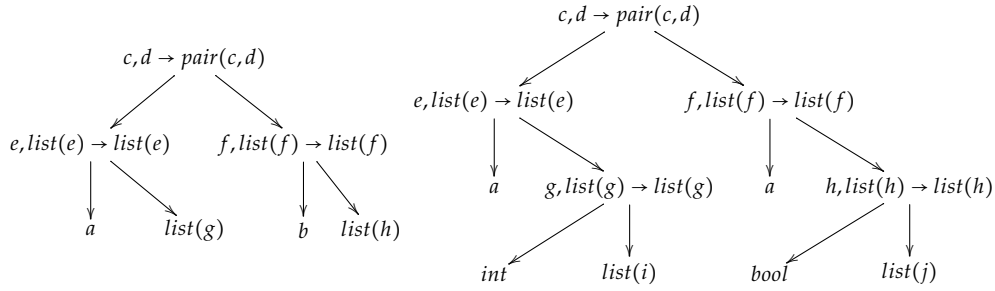 c,d → pair(c,d)
e,list(e) → list(e)
f,list(f) → list(f)
a
list(g)
b
list(h)
c,d → pair(c,d)
e,list(e) → list(e)
f,list(f) → list(f)
a
g,list(g) → list(g)
a
h,list(h) → list(h)
int
list(i)
bool
list(j)